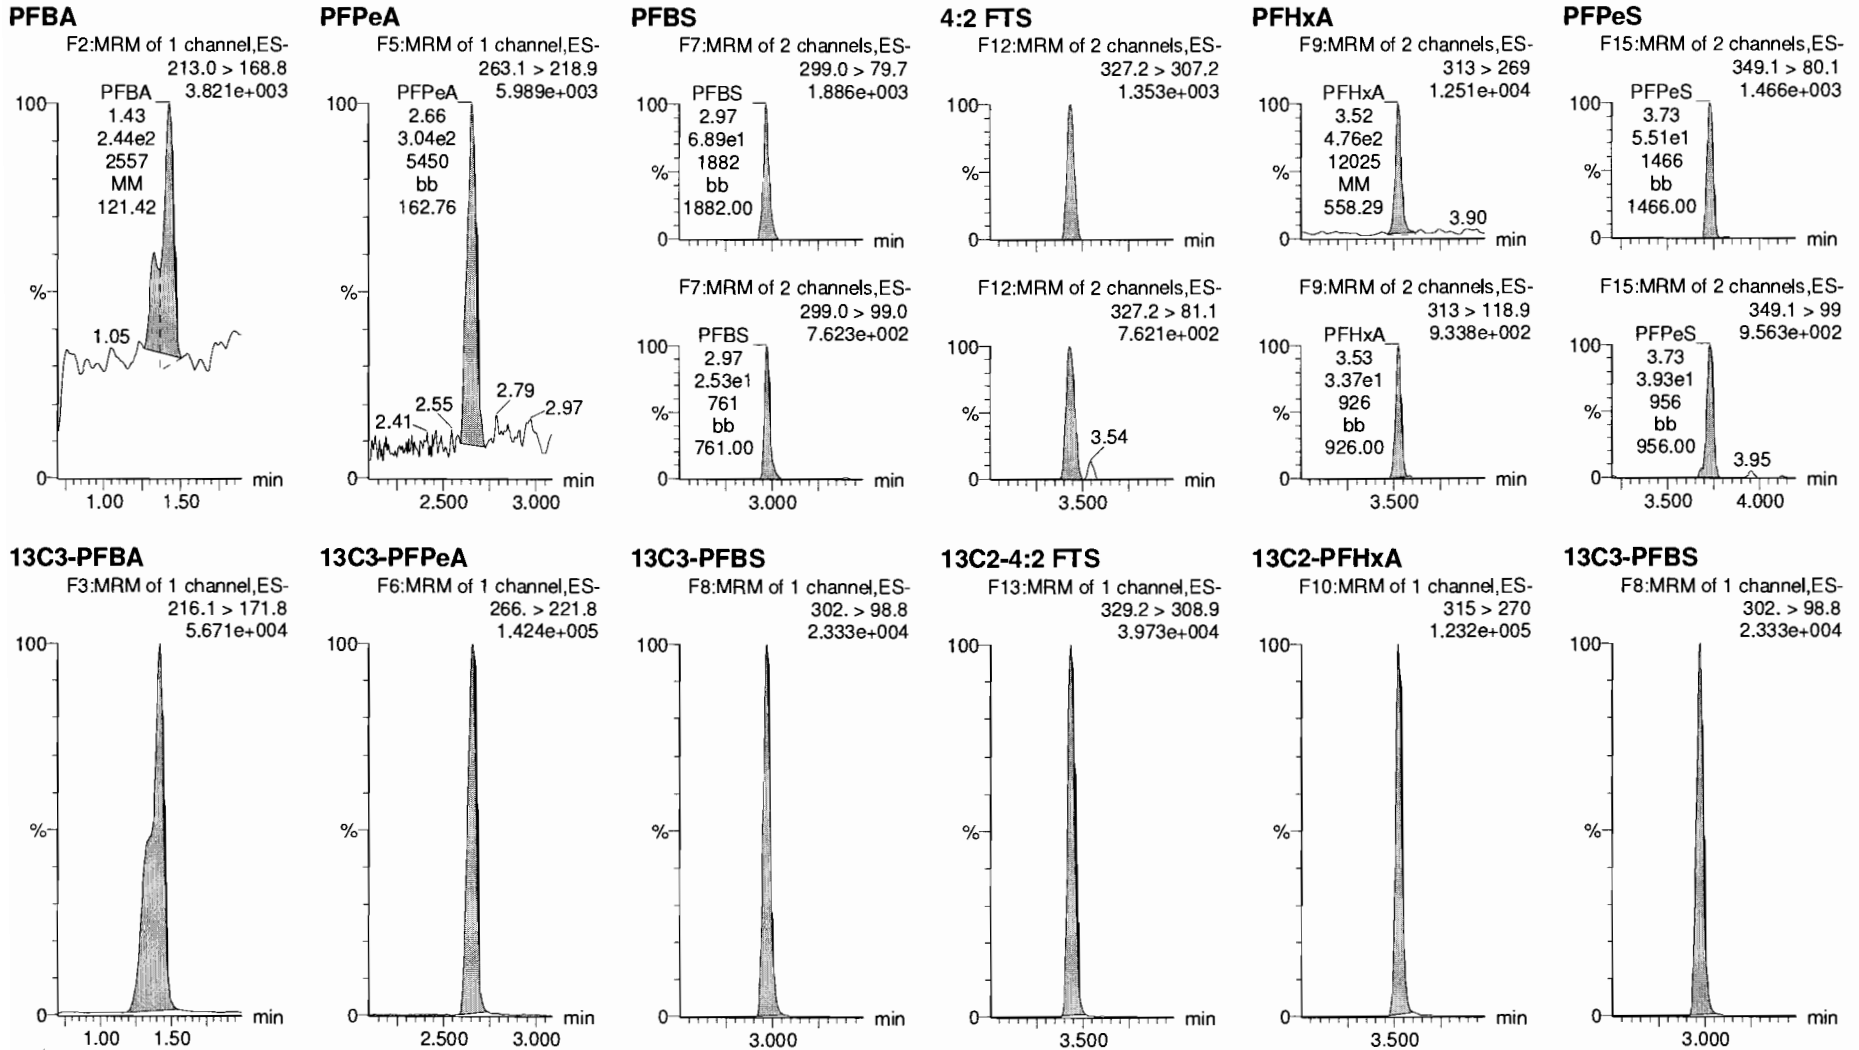 PFBA
F2:MRM of 1 channel,ES-
213.0 > 168.8
3.821e+003
PFBA
1.43
2.44e2
2557
MM
121.42
100
%
0
1.05
min
1.00 1.50
PFPeA
F5:MRM of 1 channel,ES-
263.1 > 218.9
5.989e+003
PFPeA
2.66
3.04e2
5450
bb
162.76
100
%
0
2.41
2.55
2.79
2.97
min
2.500 3.000
PFBS
F7:MRM of 2 channels,ES-
299.0 > 79.7
1.886e+003
PFBS
2.97
6.89e1
1882
bb
1882.00
100
%
0
min
F7:MRM of 2 channels,ES-
299.0 > 99.0
7.623e+002
PFBS
2.97
2.53e1
761
bb
761.00
100
%
0
min
3.000
4:2 FTS
F12:MRM of 2 channels,ES-
327.2 > 307.2
1.353e+003
100
%
0
min
F12:MRM of 2 channels,ES-
327.2 > 81.1
7.621e+002
100
%
0
3.54
min
3.500
PFHxA
F9:MRM of 2 channels,ES-
313 > 269
1.251e+004
PFHxA
3.52
4.76e2
12025
MM
558.29
100
%
0
3.90
min
F9:MRM of 2 channels,ES-
313 > 118.9
9.338e+002
PFHxA
3.53
3.37e1
926
bb
926.00
100
%
0
min
3.500
PFPeS
F15:MRM of 2 channels,ES-
349.1 > 80.1
1.466e+003
PFPeS
3.73
5.51e1
1466
bb
1466.00
100
%
0
min
F15:MRM of 2 channels,ES-
349.1 > 99
9.563e+002
PFPeS
3.73
3.93e1
956
bb
956.00
100
%
0
3.95
min
3.500 4.000
13C3-PFBA
F3:MRM of 1 channel,ES-
216.1 > 171.8
5.671e+004
100
%
0
min
1.00 1.50
13C3-PFPeA
F6:MRM of 1 channel,ES-
266. > 221.8
1.424e+005
100
%
0
min
2.500 3.000
13C3-PFBS
F8:MRM of 1 channel,ES-
302. > 98.8
2.333e+004
100
%
0
min
3.000
13C2-4:2 FTS
F13:MRM of 1 channel,ES-
329.2 > 308.9
3.973e+004
100
%
0
min
3.500
13C2-PFHxA
F10:MRM of 1 channel,ES-
315 > 270
1.232e+005
100
%
0
min
3.500
13C3-PFBS
F8:MRM of 1 channel,ES-
302. > 98.8
2.333e+004
100
%
0
min
3.000